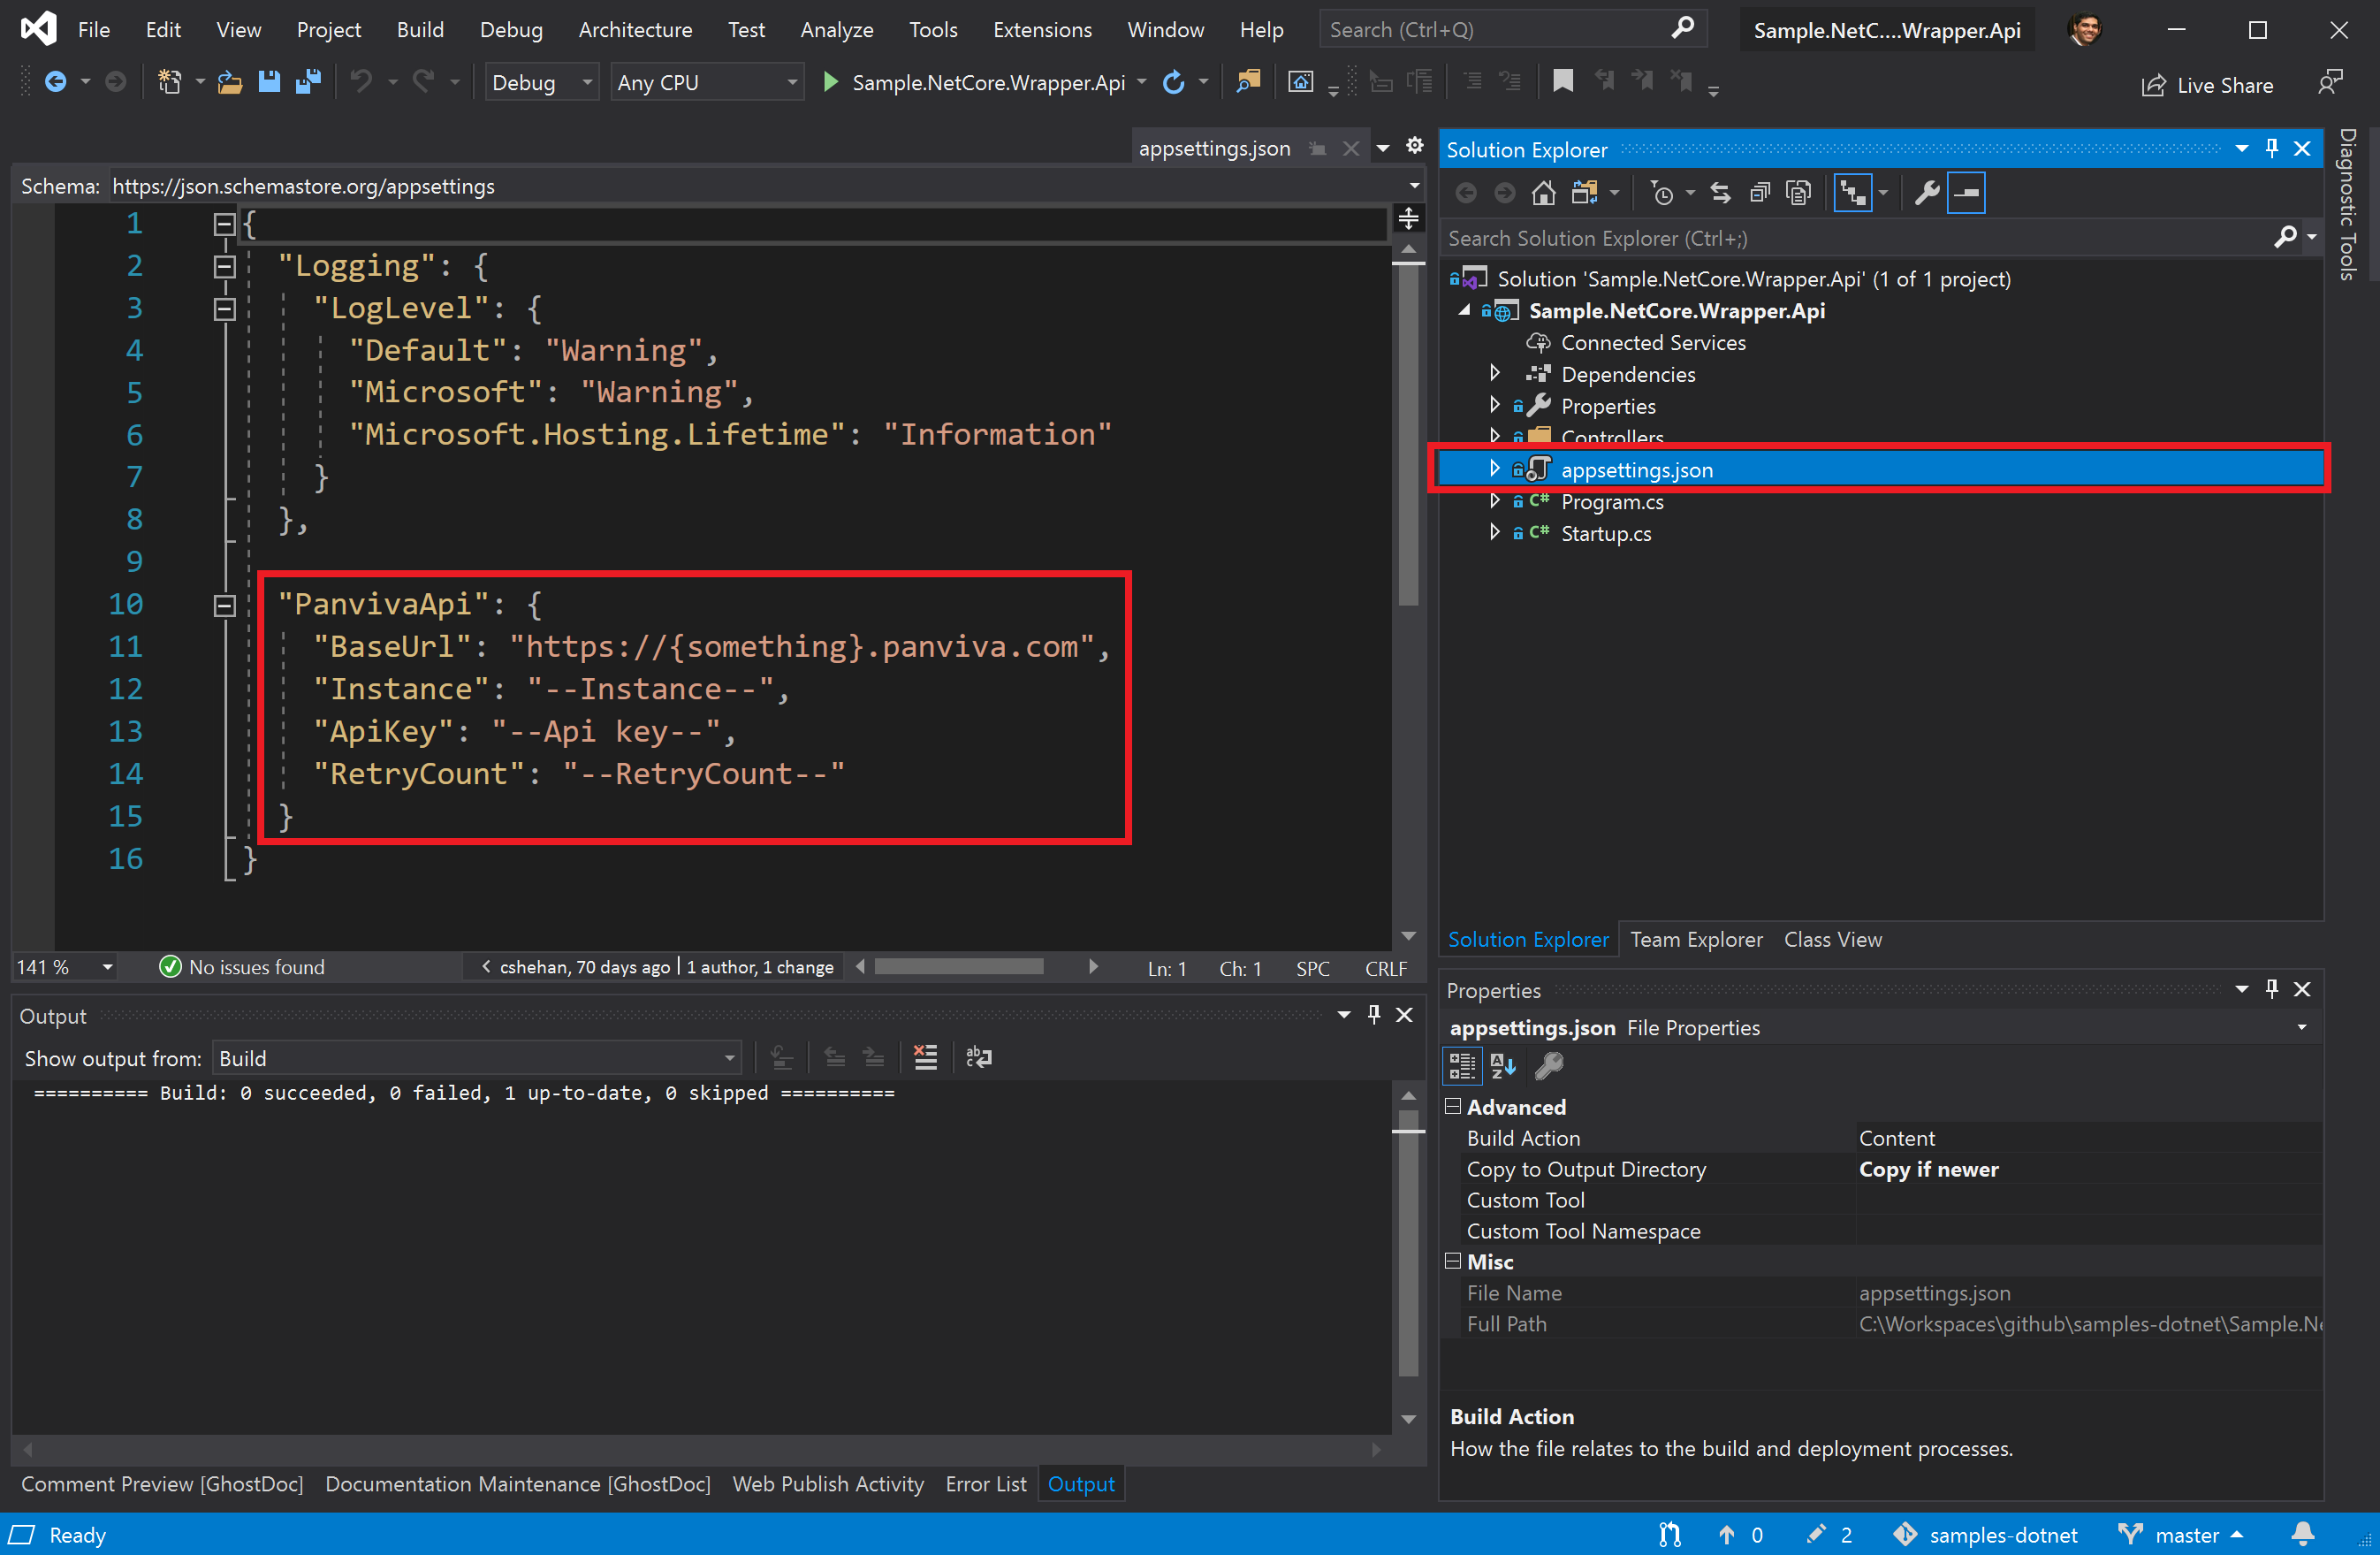 File Edit View Project Build Debug Architecture Test Analyze Tools Extensions Window Help Search (Ctrl+Q) Sample.NetC....Wrapper.Api
Debug Any CPU Sample.NetCore.Wrapper.Api Live Share
appsettings.json
Schema: https://json.schemastore.org/appsettings
1 {
2 "Logging": {
3 "LogLevel": {
4 "Default": "Warning",
5 "Microsoft": "Warning",
6 "Microsoft.Hosting.Lifetime": "Information"
7 }
8 },
9
10 "PanvivaApi": {
11 "BaseUrl": "https://{something}.panviva.com",
12 "Instance": "--Instance--",
13 "ApiKey": "--Api key--",
14 "RetryCount": "--RetryCount--"
15 }
16 }
141 % No issues found cshehan, 70 days ago | 1 author, 1 change Ln: 1 Ch: 1 SPC CRLF
Output
Show output from: Build
========== Build: 0 succeeded, 0 failed, 1 up-to-date, 0 skipped ==========
Comment Preview [GhostDoc] Documentation Maintenance [GhostDoc] Web Publish Activity Error List Output
Solution Explorer
Search Solution Explorer (Ctrl+;)
Solution 'Sample.NetCore.Wrapper.Api' (1 of 1 project)
Sample.NetCore.Wrapper.Api
Connected Services
Dependencies
Properties
Controllers
appsettings.json
C# Program.cs
C# Startup.cs
Solution Explorer Team Explorer Class View
Properties
appsettings.json File Properties
Advanced
Build Action Content
Copy to Output Directory Copy if newer
Custom Tool
Custom Tool Namespace
Misc
File Name appsettings.json
Full Path C:\Workspaces\github\samples-dotnet\Sample.Ne
Build Action
How the file relates to the build and deployment processes.
Diagnostic Tools
Ready 0 2 samples-dotnet master